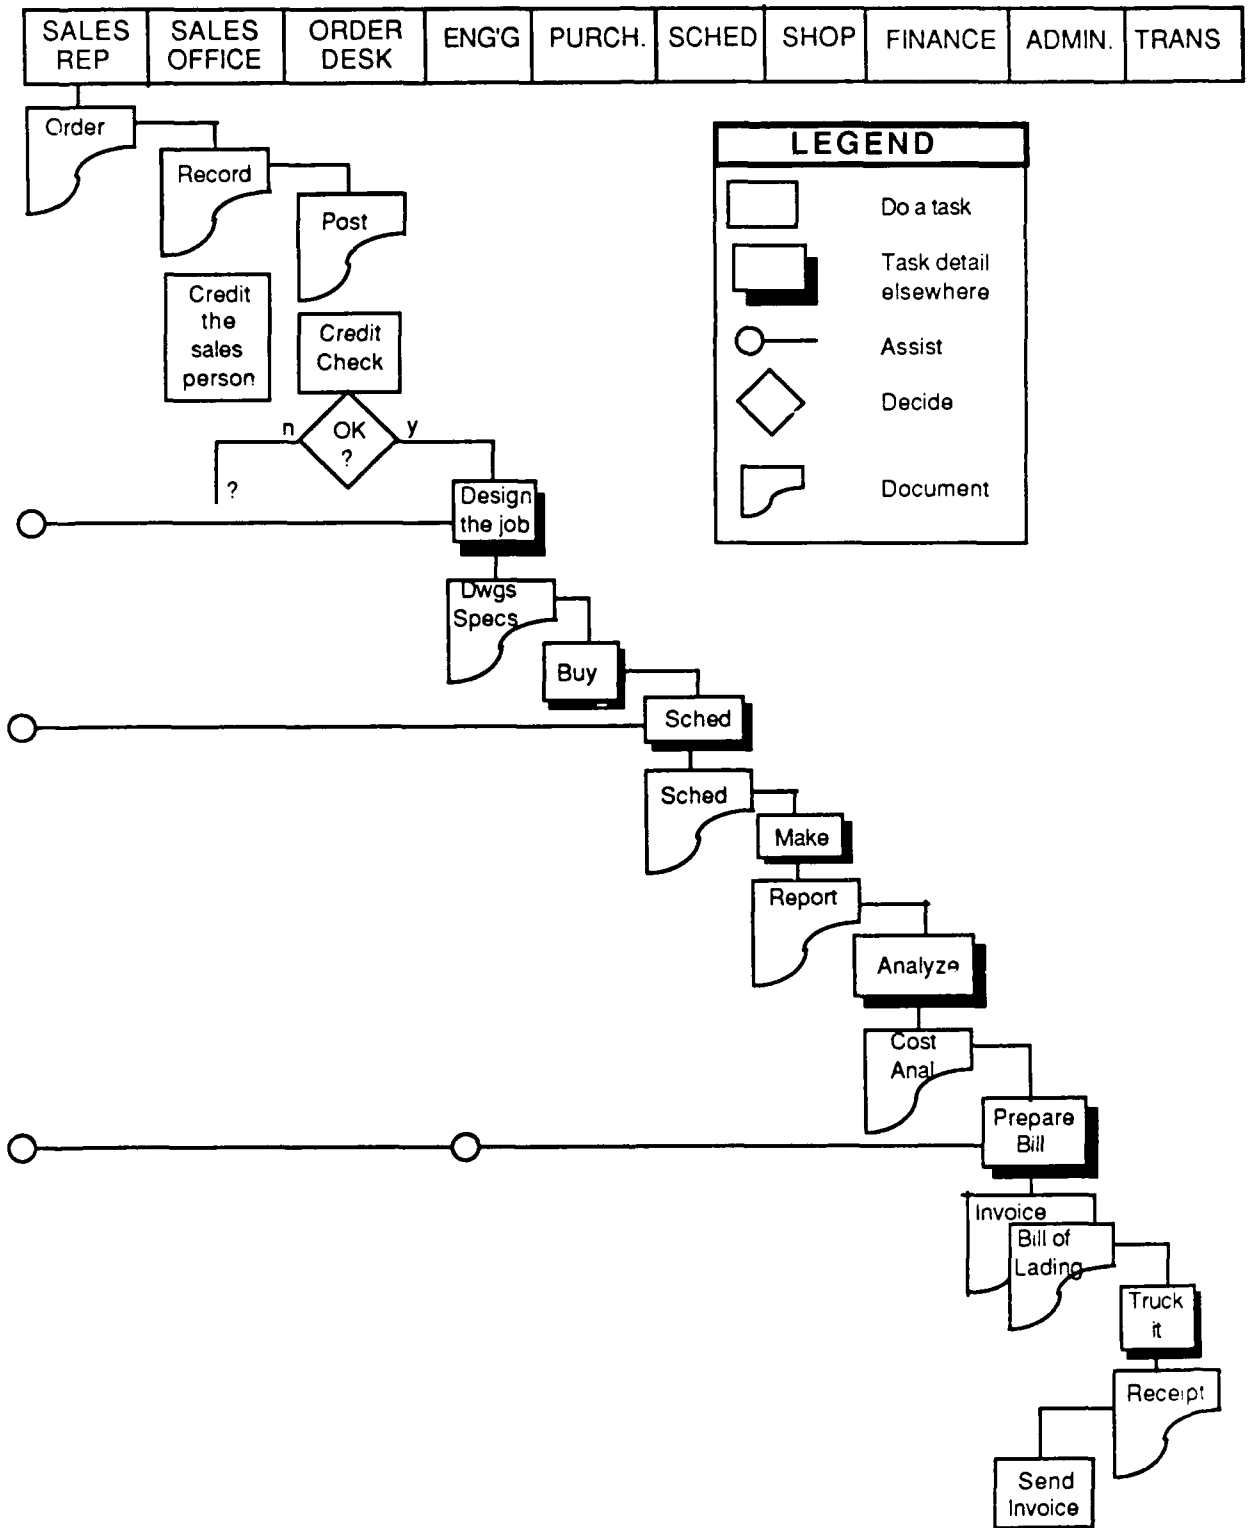 SALES REP
SALES OFFICE
ORDER DESK
ENG'G
PURCH.
SCHED
SHOP
FINANCE
ADMIN.
TRANS
Order
Record
Post
Credit
the
sales
person
Credit
Check
n
OK
?
y
?
LEGEND
Do a task
Task detail
elsewhere
Assist
Decide
Document
Design
the job
Dwgs
Specs
Buy
Sched
Sched
Make
Report
Analyze
Cost
Anal
Prepare
Bill
Invoice
Bill of
Lading
Truck
it
Receipt
Send
Invoice